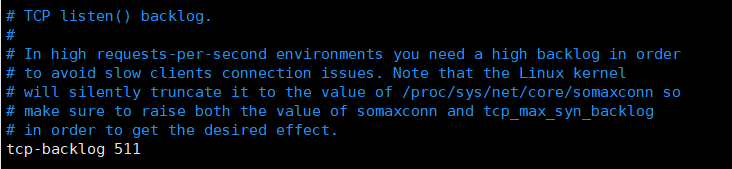 # TCP listen() backlog.
#
# In high requests-per-second environments you need a high backlog in order
# to avoid slow clients connection issues. Note that the Linux kernel
# will silently truncate it to the value of /proc/sys/net/core/somaxconn so
# make sure to raise both the value of somaxconn and tcp_max_syn_backlog
# in order to get the desired effect.
tcp-backlog 511